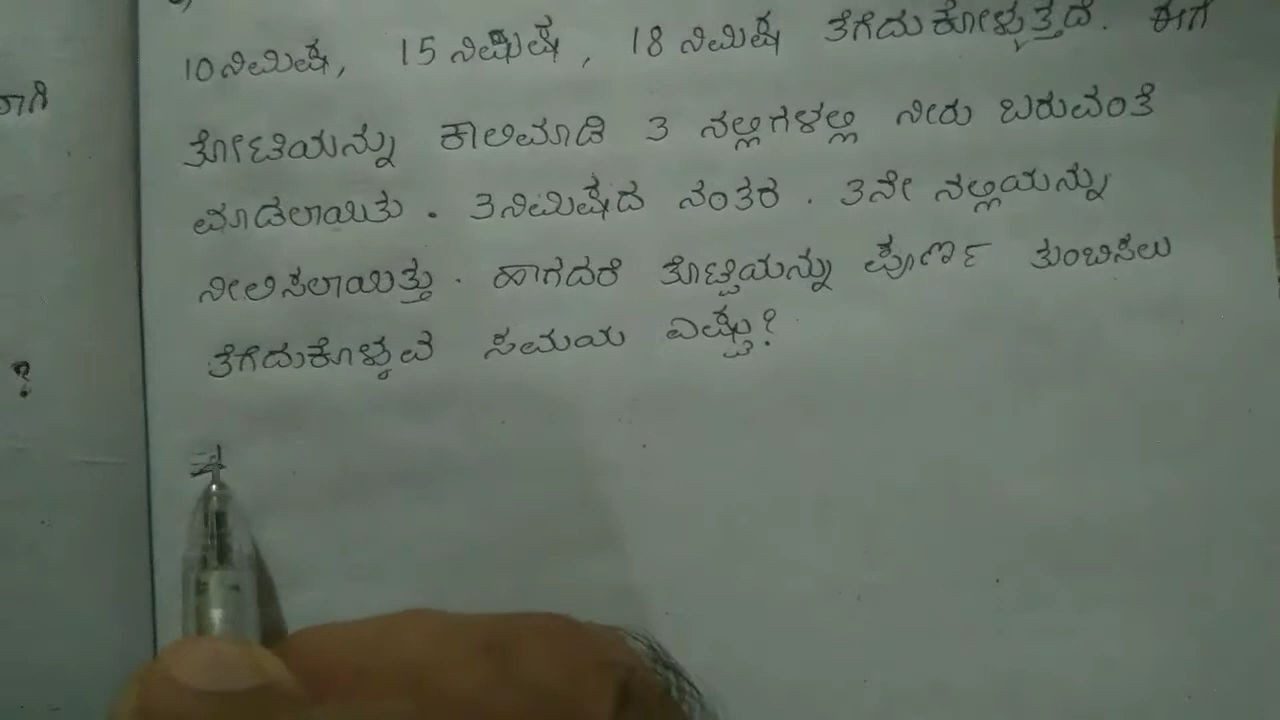 10 ನಿಮಿಷ, 15 ನಿಮಿಷ, 18 ನಿಮಿಷ ತೆಗೆದುಕೋಳ್ಳುತ್ತದೆ. ಈಗ
ತೋಟಿಯನ್ನು ಕಾಲಿಮಾಡಿ 3 ನಲ್ಲಿಗಳಲ್ಲಿ ನೀರು ಬರುವಂತೆ
ಮಾಡಲಾಯಿತು. 3 ನಿಮಿಷದ ನಂತರ. 3ನೇ ನಲ್ಲಿಯನ್ನು
ನೀಲಿಸಲಾಯಿತ್ತು. ಹಾಗದರೆ ತೊಟ್ಟಿಯನ್ನು ಪೂರ್ಣ ತುಂಬಿಸಲು
ತೆಗೆದುಕೊಳ್ಳುವ ಸಮಯ ಎಷ್ಟು?
?